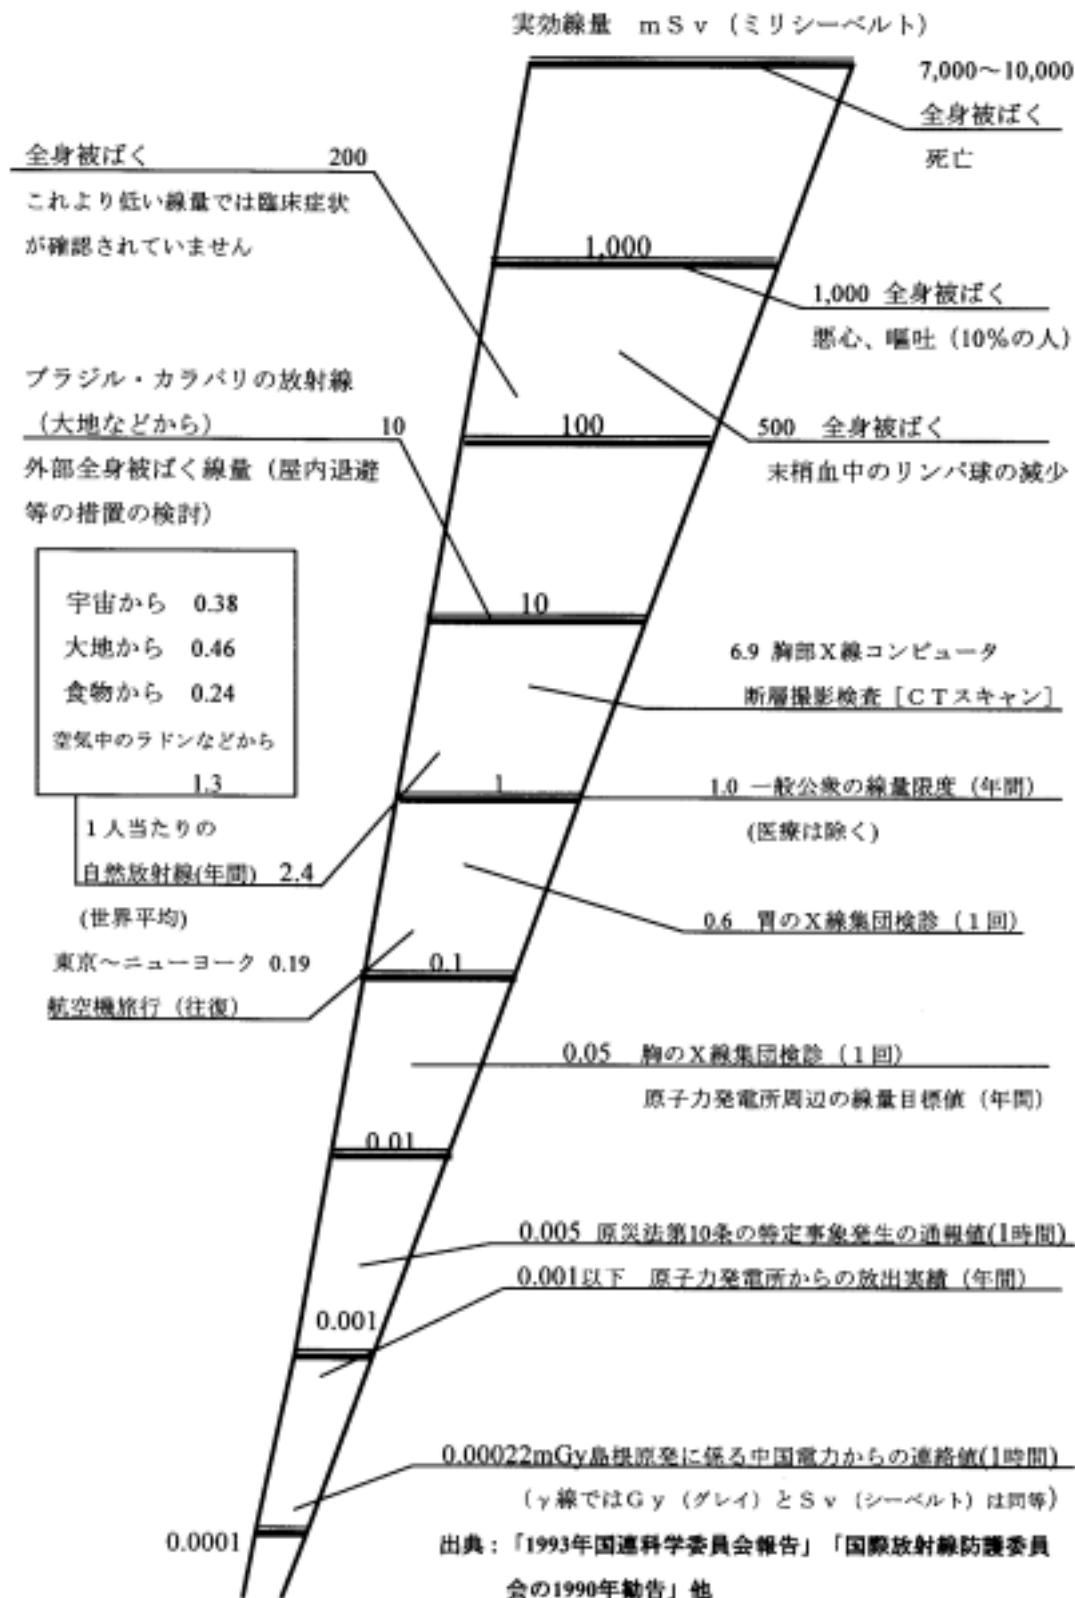 実効線量 ｍＳｖ（ミリシーベルト）
7,000～10,000
全身被ばく
死亡
全身被ばく 200
これより低い線量では臨床症状
が確認されていません
1,000
1,000 全身被ばく
悪心、嘔吐（10％の人）
ブラジル・カラパリの放射線
（大地などから） 10
外部全身被ばく線量（屋内退避
等の措置の検討）
100
500 全身被ばく
末梢血中のリンパ球の減少
宇宙から 0.38
大地から 0.46
食物から 0.24
空気中のラドンなどから
1.3
10
6.9 胸部Ｘ線コンピュータ
断層撮影検査［ＣＴスキャン］
1
1.0 一般公衆の線量限度（年間）
(医療は除く)
１人当たりの
自然放射線(年間) 2.4
(世界平均)
0.6 胃のＸ線集団検診（１回）
東京～ニューヨーク 0.19
航空機旅行（往復）
0.1
0.05 胸のＸ線集団検診（１回）
原子力発電所周辺の線量目標値（年間）
0.01
0.005 原災法第10条の特定事象発生の通報値(1時間)
0.001以下 原子力発電所からの放出実績（年間）
0.001
0.00022mGy島根原発に係る中国電力からの連絡値(1時間)
（γ線ではＧｙ（グレイ）とＳｖ（シーベルト）は同等）
0.0001
出典：「1993年国連科学委員会報告」「国際放射線防護委員
会の1990年勧告」他